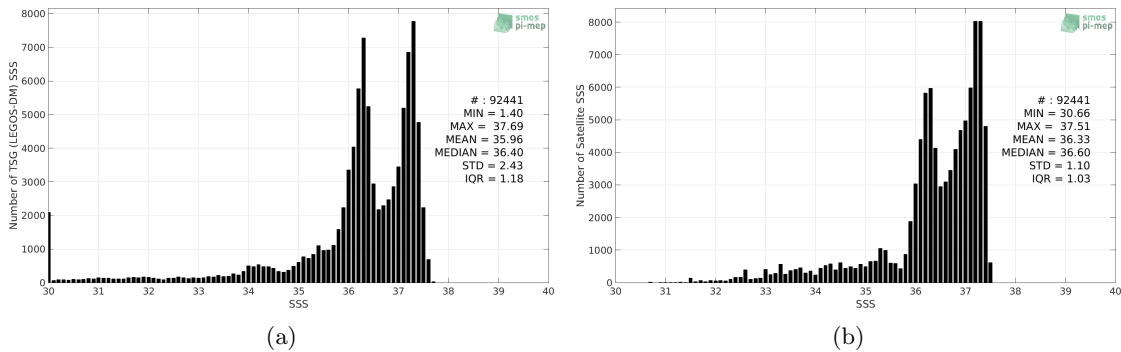 smos
pi-mep
8000
7000
6000
5000
4000
3000
2000
1000
0
Number of TSG (LEGOS-DM) SSS
# : 92441
MIN = 1.40
MAX = 37.69
MEAN = 35.96
MEDIAN = 36.40
STD = 2.43
IQR = 1.18
30 31 32 33 34 35 36 37 38 39 40
SSS
(a)
smos
pi-mep
8000
7000
6000
5000
4000
3000
2000
1000
0
Number of Satellite SSS
# : 92441
MIN = 30.66
MAX = 37.51
MEAN = 36.33
MEDIAN = 36.60
STD = 1.10
IQR = 1.03
30 31 32 33 34 35 36 37 38 39 40
SSS
(b)